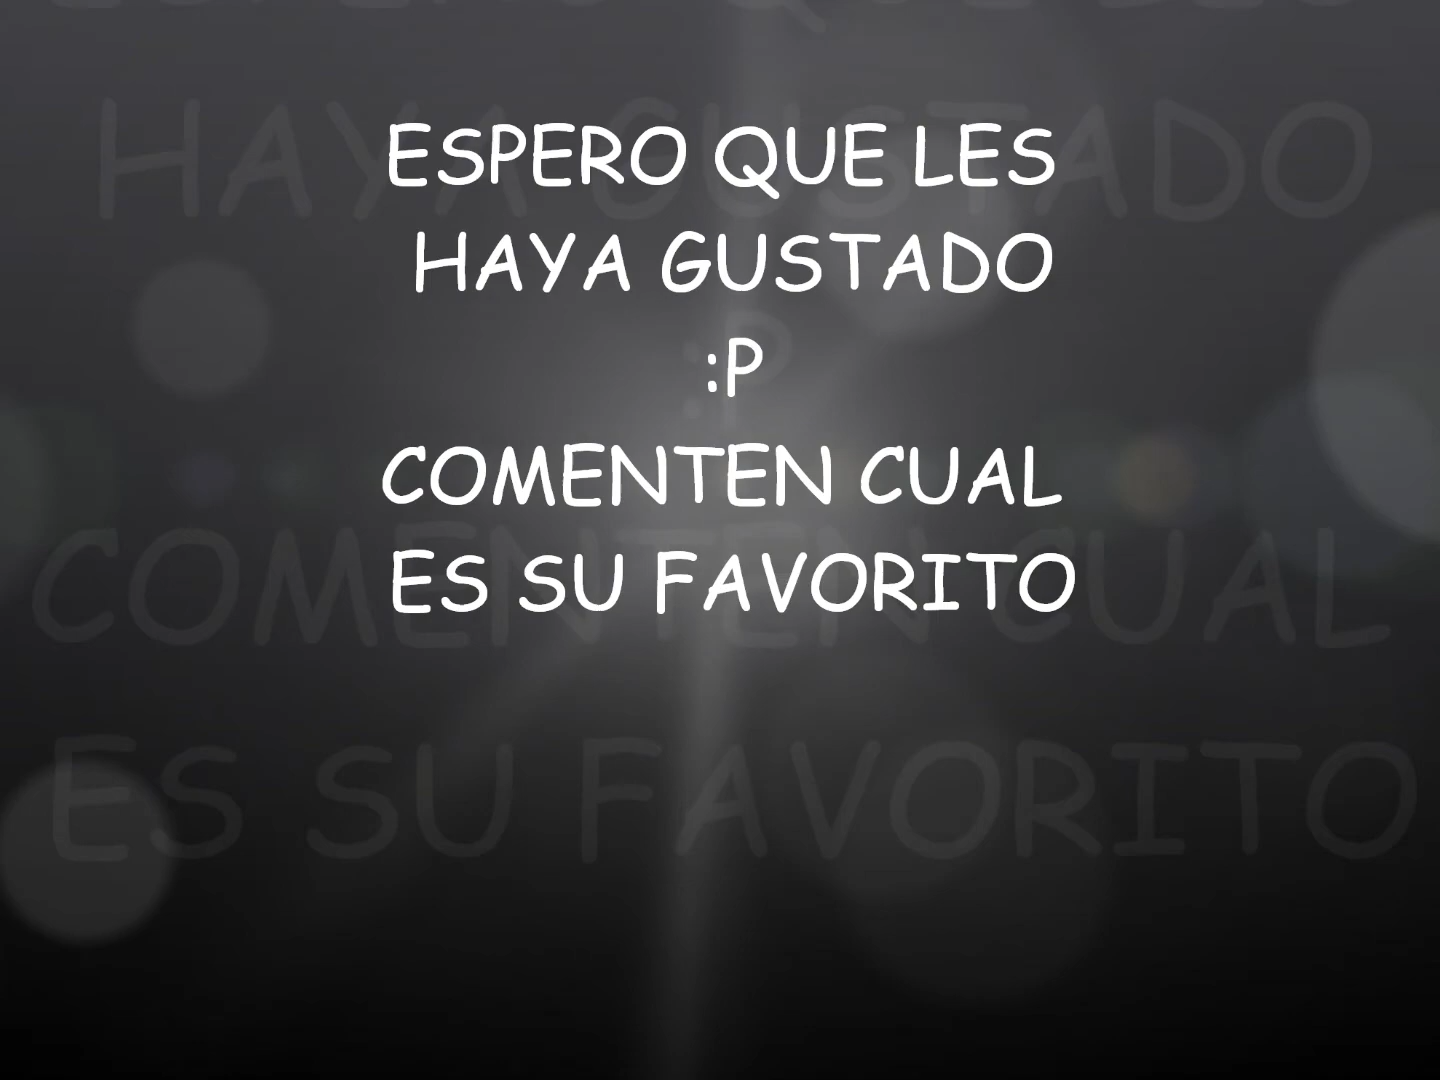 ESPERO QUE LES
HAYA GUSTADO
:P
COMENTEN CUAL
ES SU FAVORITO